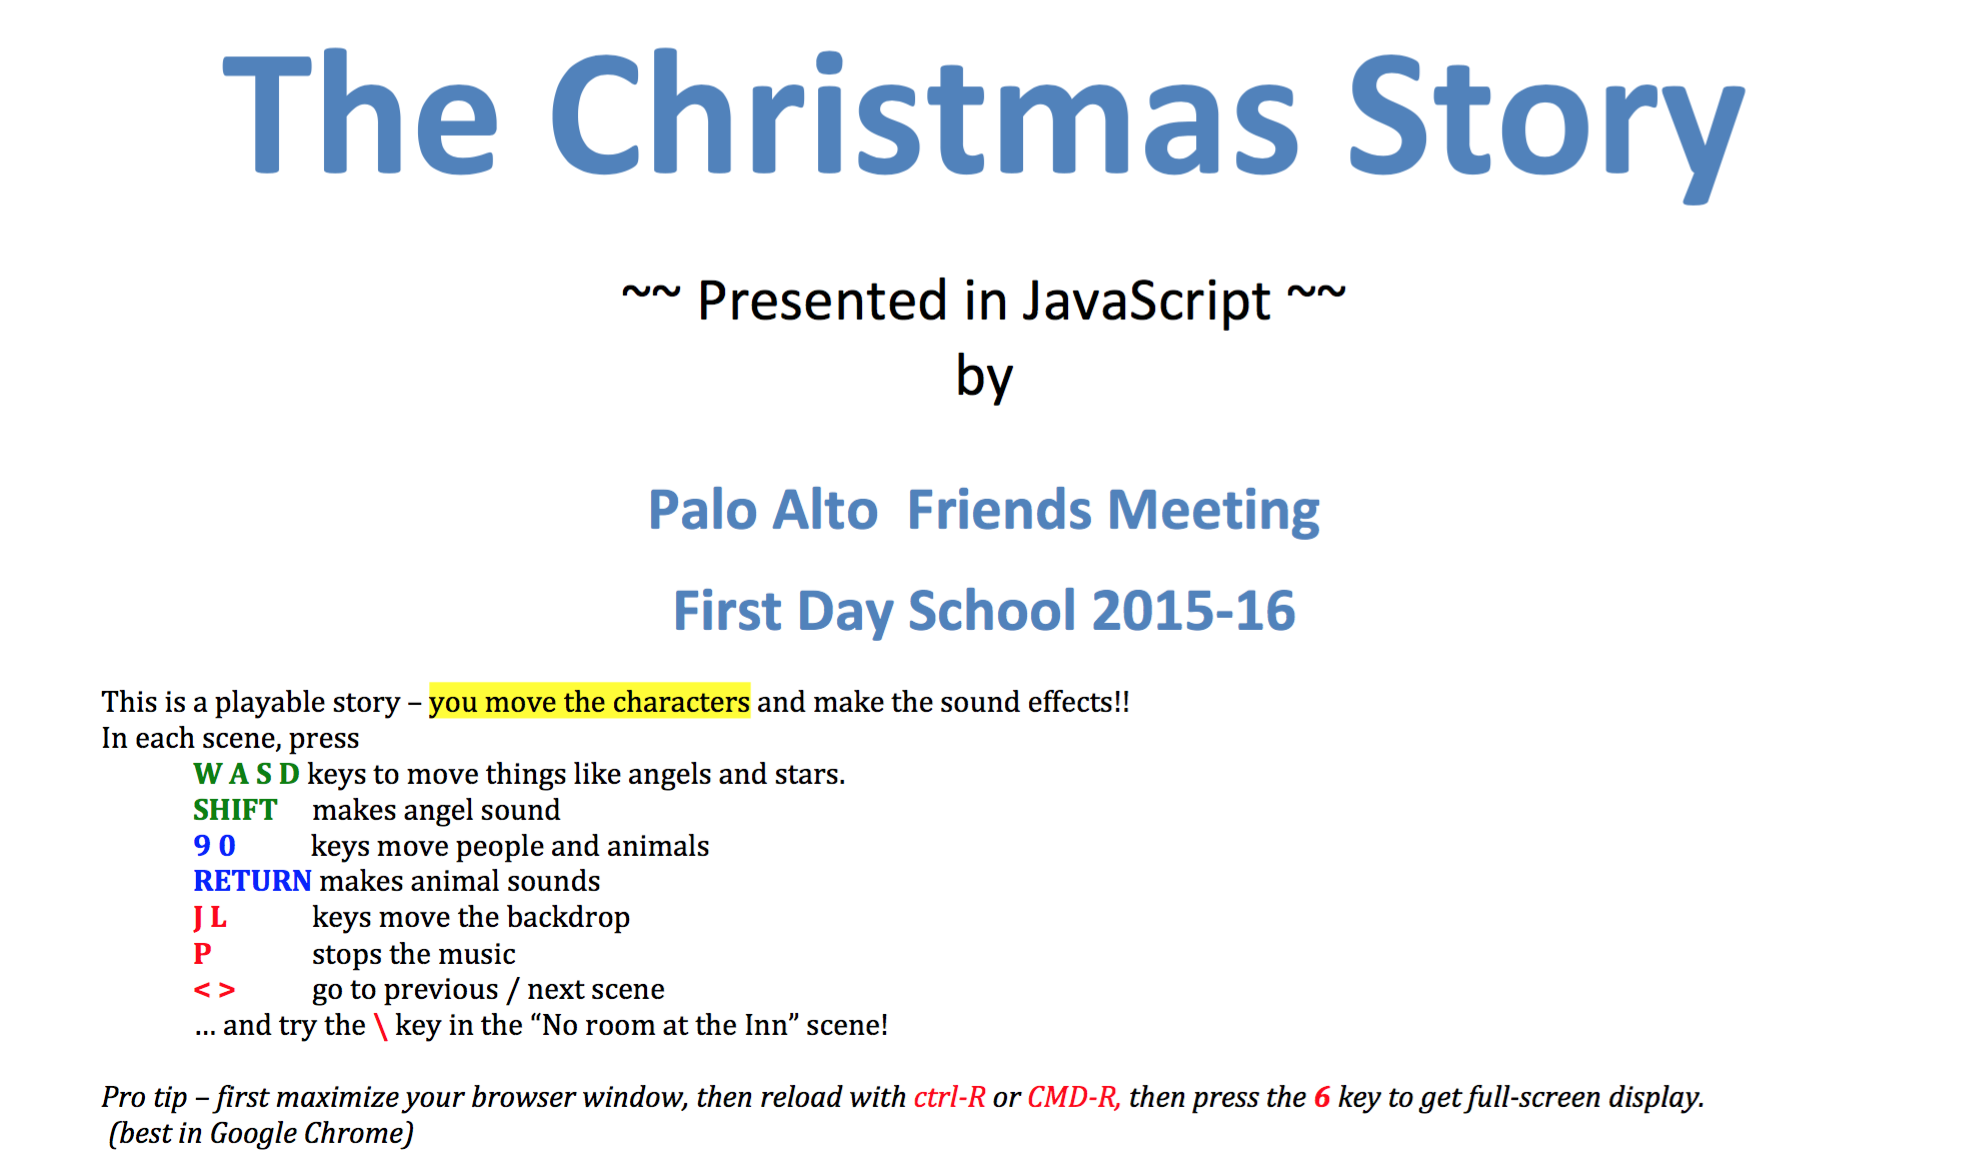 The Christmas Story
~~ Presented in JavaScript ~~
by
Palo Alto  Friends Meeting
First Day School 2015-16
This is a playable story – you move the characters and make the sound effects!!
In each scene, press
W A S D keys to move things like angels and stars.
SHIFT makes angel sound
9 0 keys move people and animals
RETURN makes animal sounds
J L keys move the backdrop
P stops the music
< > go to previous / next scene
... and try the \ key in the “No room at the Inn” scene!
Pro tip – first maximize your browser window, then reload with ctrl-R or CMD-R, then press the 6 key to get full-screen display.
(best in Google Chrome)